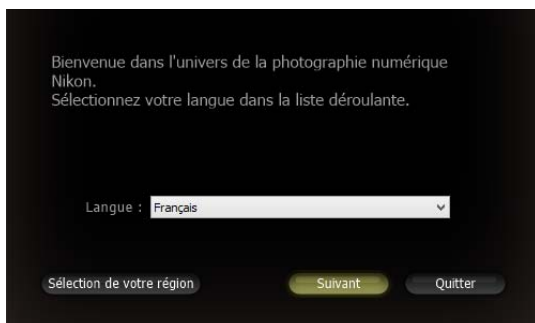 Bienvenue dans l'univers de la photographie numérique
Nikon.
Sélectionnez votre langue dans la liste déroulante.
Langue : Français
Sélection de votre région Suivant Quitter